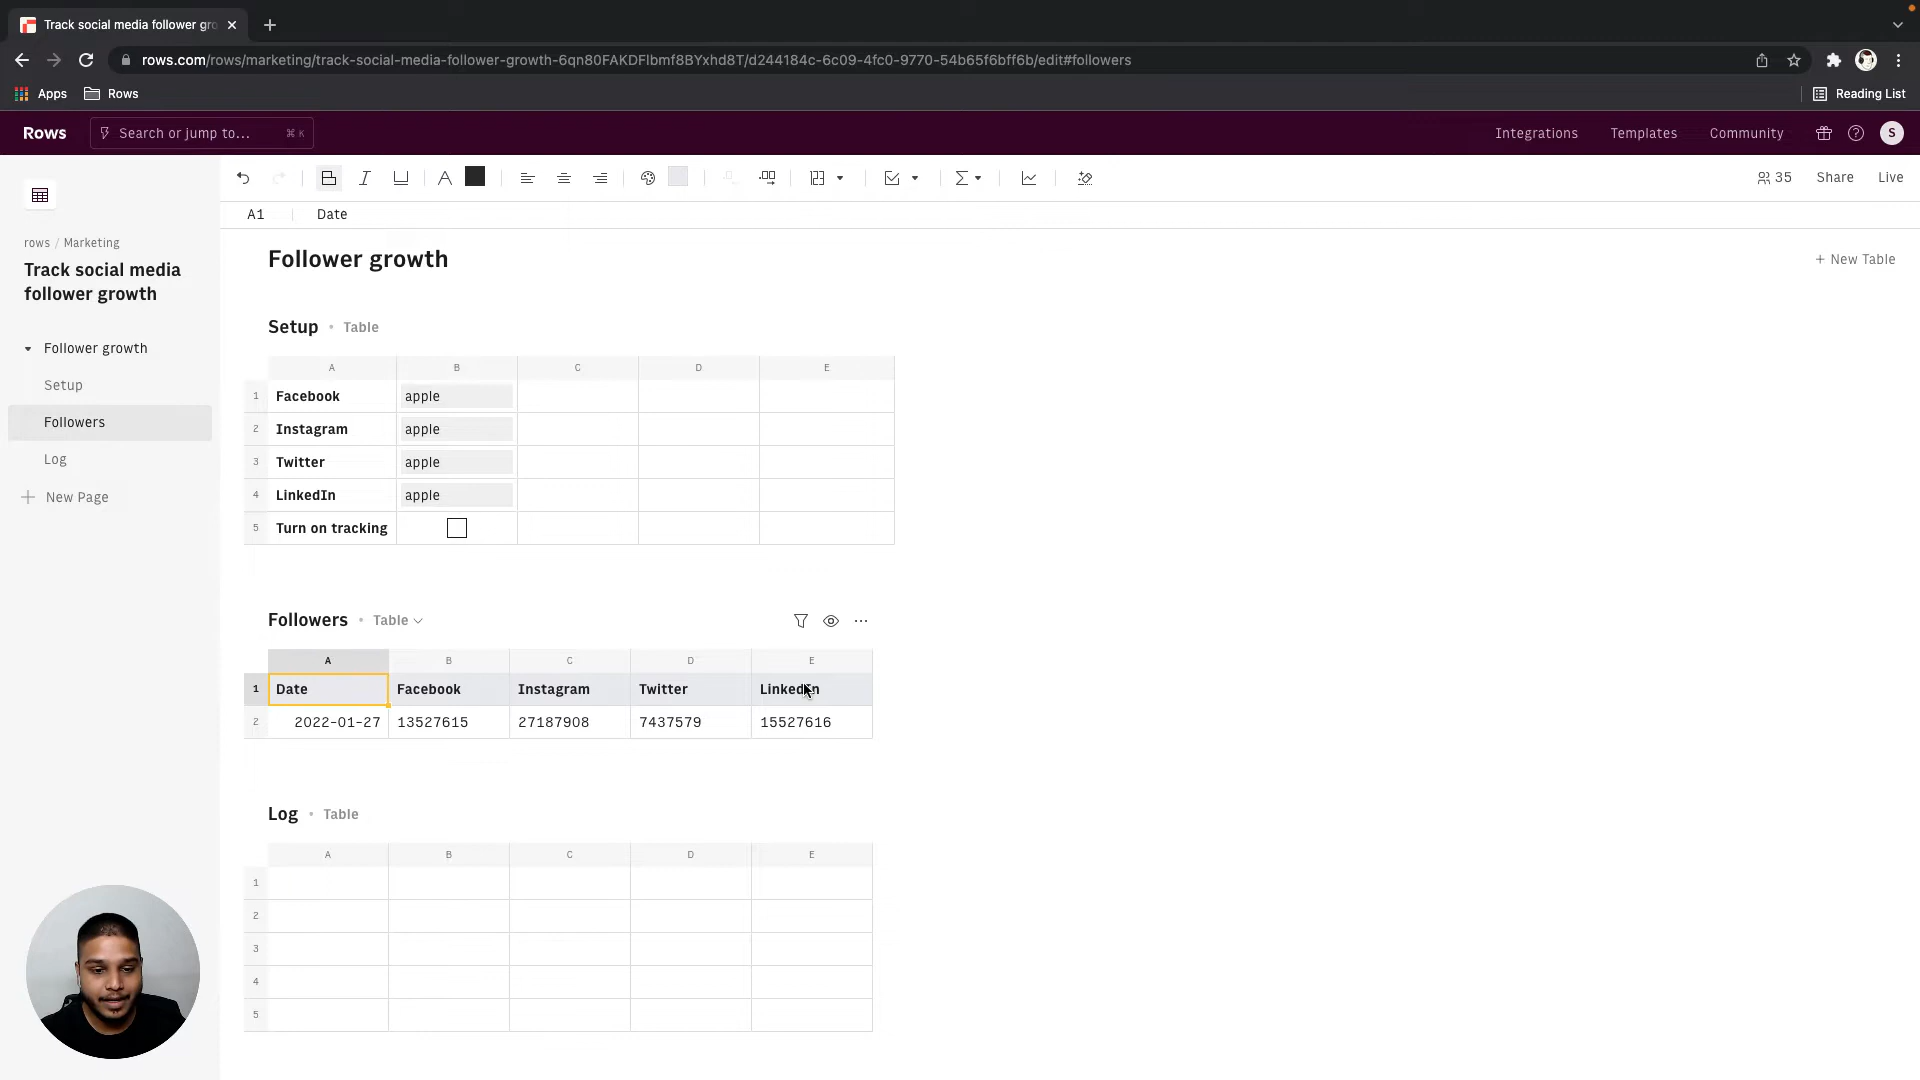 Track social media follower gro
rows.com/rows/marketing/track-social-media-follower-growth-6qn80FAKDFlbmf8BYxhd8T/d244184c-6c09-4fc0-9770-54b65f6bff6b/edit#followers
Apps Rows Reading List
Rows Search or jump to... ⌘ K Integrations Templates Community S
35 Share Live
A1 Date
rows / Marketing
Track social media
follower growth
Follower growth
Setup
Followers
Log
+ New Page
Follower growth + New Table
Setup • Table
A B C D E
1 Facebook apple
2 Instagram apple
3 Twitter apple
4 LinkedIn apple
5 Turn on tracking
Followers • Table
A B C D E
1 Date Facebook Instagram Twitter LinkedIn
2 2022-01-27 13527615 27187908 7437579 15527616
Log • Table
A B C D E
1
2
3
4
5